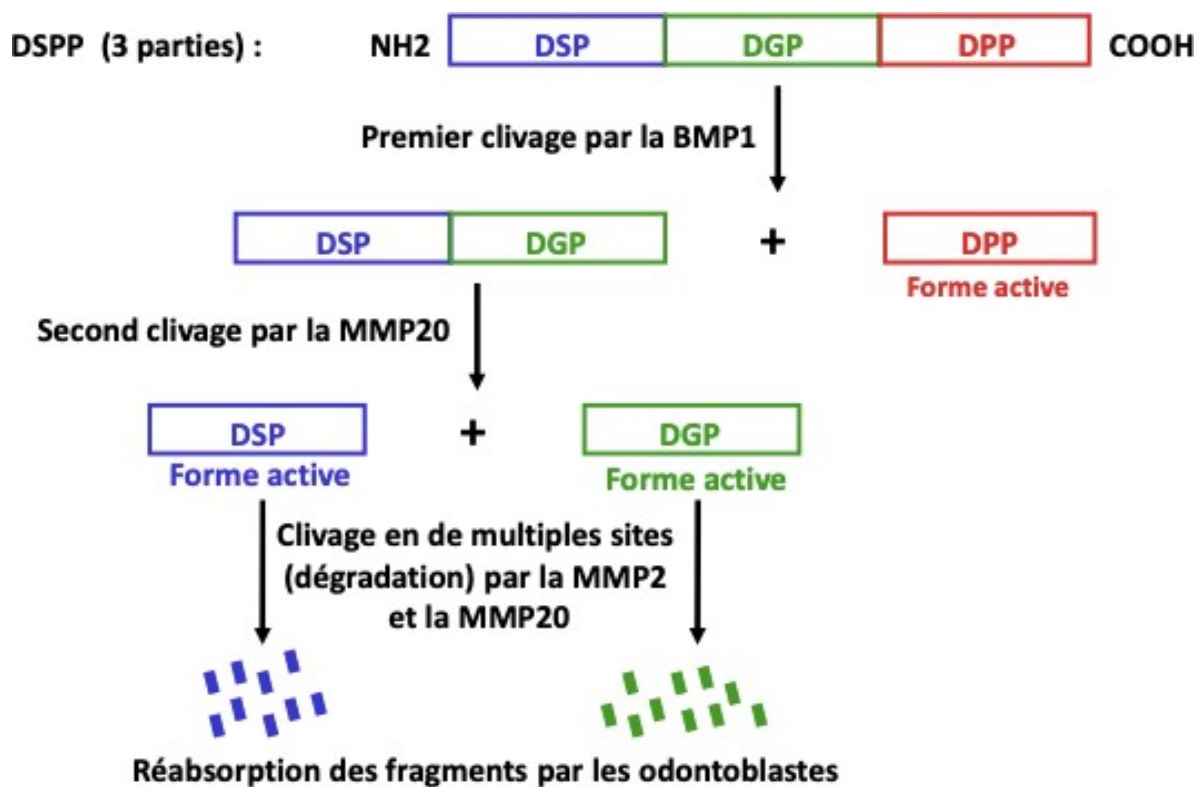 DSPP (3 parties) : NH2 DSP DGP DPP COOH
Premier clivage par la BMP1
DSP DGP + DPP
Forme active
Second clivage par la MMP20
DSP + DGP
Forme active Forme active
Clivage en de multiples sites
(dégradation) par la MMP2
et la MMP20
Réabsorption des fragments par les odontoblastes